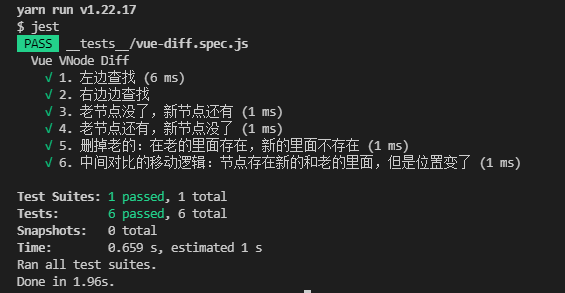 yarn run v1.22.17
$ jest
PASS __tests__/vue-diff.spec.js
Vue VNode Diff
√ 1. 左边查找 (6 ms)
√ 2. 右边边查找
√ 3. 老节点没了，新节点还有 (1 ms)
√ 4. 老节点还有，新节点没了 (1 ms)
√ 5. 删掉老的：在老的里面存在，新的里面不存在 (1 ms)
√ 6. 中间对比的移动逻辑：节点存在新的和老的里面，但是位置变了 (1 ms)
Test Suites: 1 passed, 1 total
Tests: 6 passed, 6 total
Snapshots: 0 total
Time: 0.659 s, estimated 1 s
Ran all test suites.
Done in 1.96s.